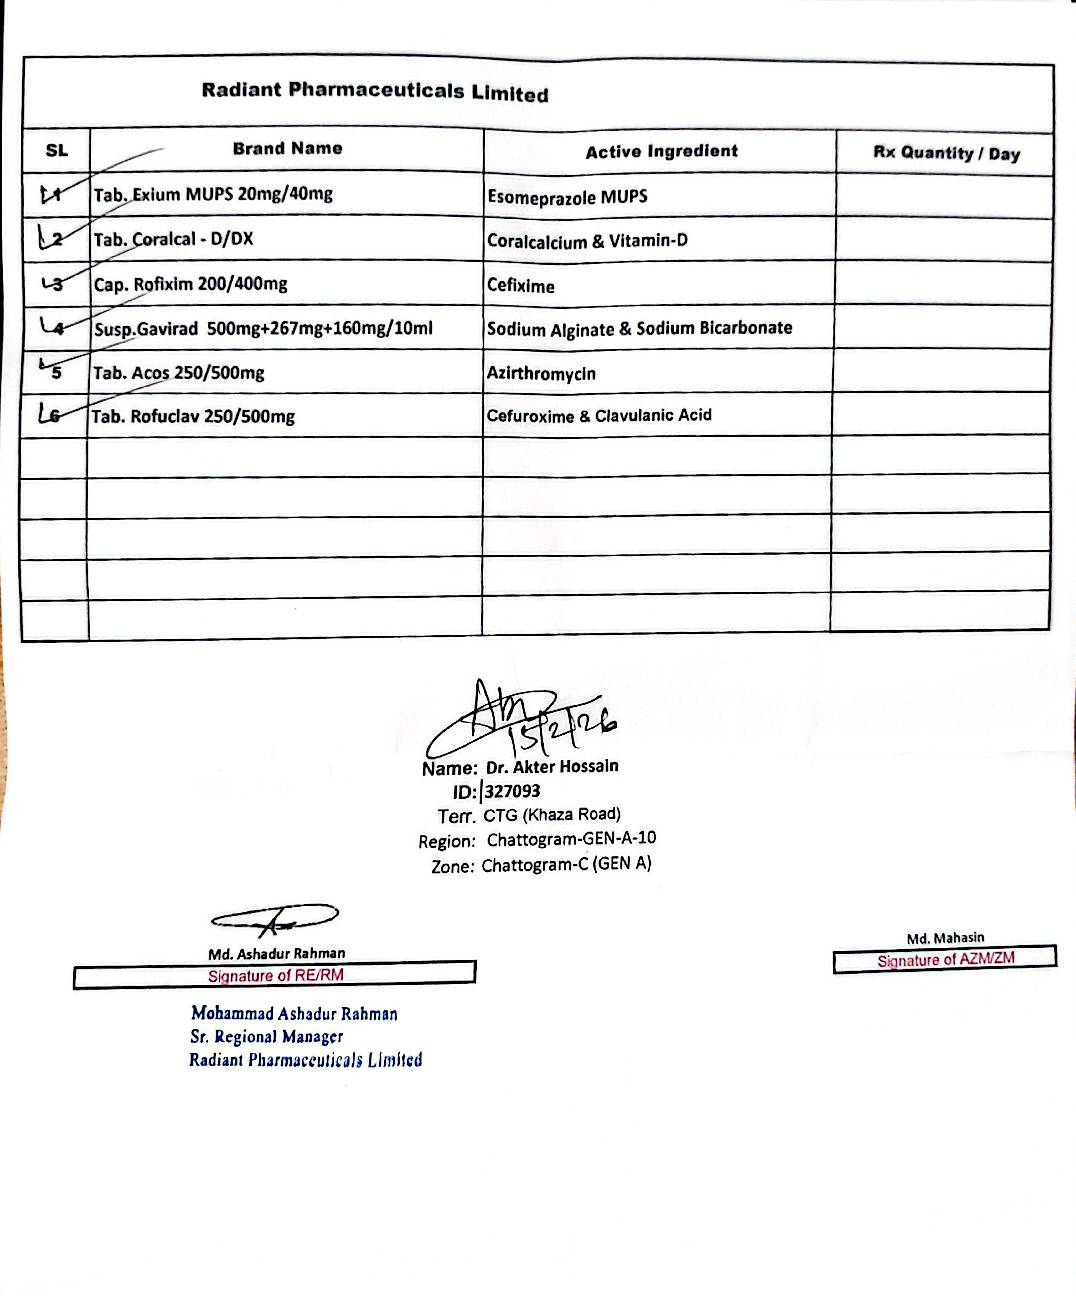 Radiant Pharmaceuticals Limited
SL Brand Name Active Ingredient Rx Quantity / Day
1 Tab. Exium MUPS 20mg/40mg Esomeprazole MUPS
2 Tab. Coralcal - D/DX Coralcalcium & Vitamin-D
3 Cap. Rofixim 200/400mg Cefixime
4 Susp.Gavirad 500mg+267mg+160mg/10ml Sodium Alginate & Sodium Bicarbonate
5 Tab. Acos 250/500mg Azirthromycin
6 Tab. Rofuclav 250/500mg Cefuroxime & Clavulanic Acid
15/2/26
Name: Dr. Akter Hossain
ID: 327093
Terr. CTG (Khaza Road)
Region: Chattogram-GEN-A-10
Zone: Chattogram-C (GEN A)
Md. Ashadur Rahman
Signature of RE/RM
Mohammad Ashadur Rahman
Sr. Regional Manager
Radiant Pharmaceuticals Limited
Md. Mahasin
Signature of AZM/ZM